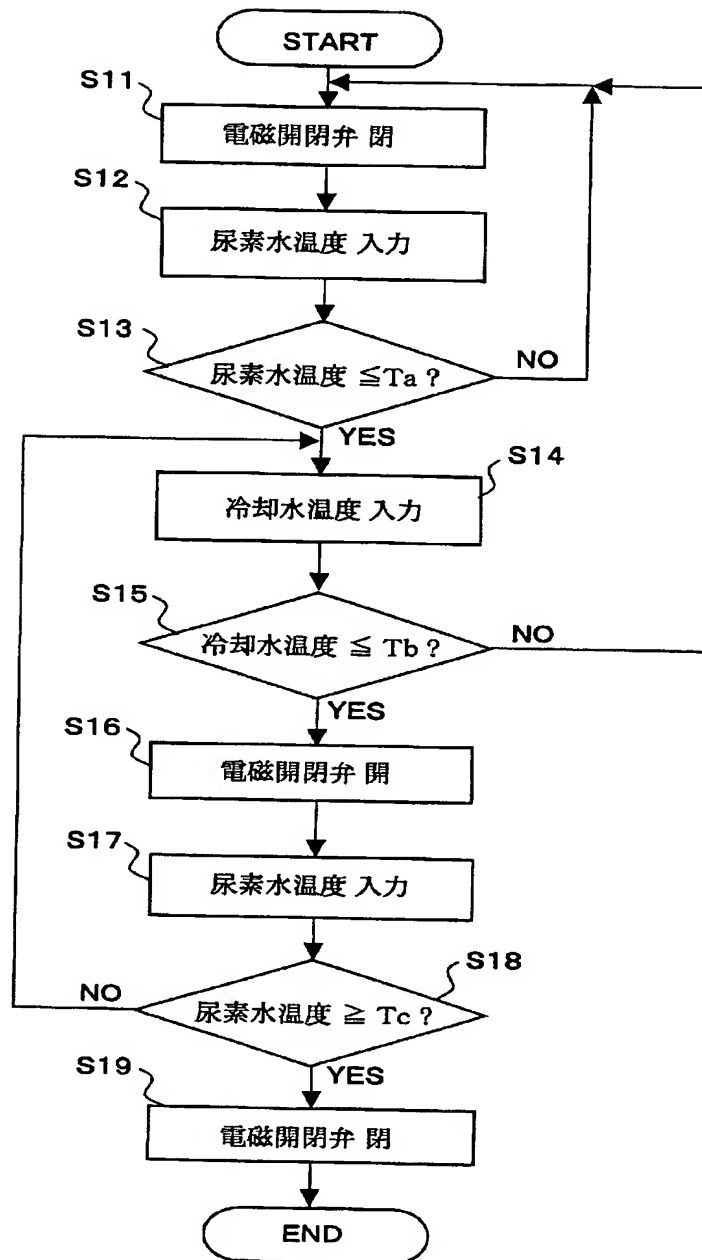 START
S11
電磁開閉弁 閉
S12
尿素水温度 入力
S13
尿素水温度 ≦Ta ?
NO
YES
S14
冷却水温度 入力
S15
冷却水温度 ≦ Tb ?
NO
YES
S16
電磁開閉弁 開
S17
尿素水温度 入力
S18
尿素水温度 ≧ Tc ?
NO
YES
S19
電磁開閉弁 閉
END